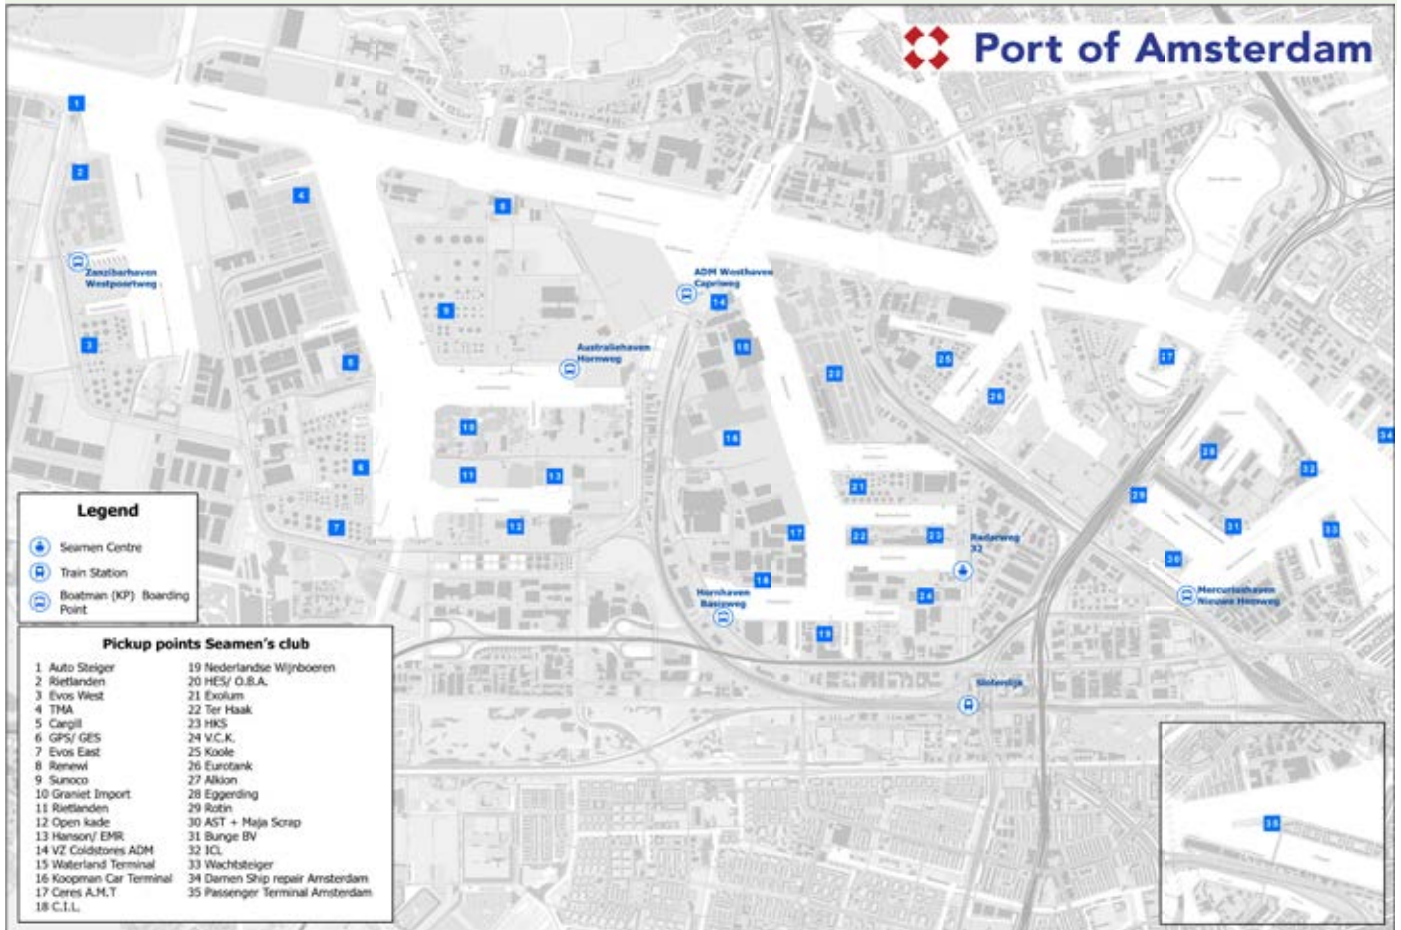 Port of Amsterdam
1
2
Zanzibarhaven
Westpoortweg
3
4
8
9
ADM Westhaven
Capriweg
14
15
Australiehaven
Hornweg
5
20
25
26
27
10
16
34
6
11
13
21
28
32
29
7
12
17
22
23
Radarweg
32
31
33
30
18
Hornhaven
Basisweg
24
Mercuriushaven
Nieuwe Hemweg
19
Sloterdijk
35
Legend
Seamen Centre
Train Station
Boatman (KP) Boarding
Point
Pickup points Seamen's club
1 Auto Steiger
2 Rietlanden
3 Evos West
4 TMA
5 Cargill
6 GPS/ GES
7 Evos East
8 Renewi
9 Sunoco
10 Graniet Import
11 Rietlanden
12 Open kade
13 Hanson/ EMR
14 VZ Coldstores ADM
15 Waterland Terminal
16 Koopman Car Terminal
17 Ceres A.M.T
18 C.I.L.
19 Nederlandse Wijnboeren
20 HES/ O.B.A.
21 Exolum
22 Ter Haak
23 HKS
24 V.C.K.
25 Koole
26 Eurotank
27 Alkion
28 Eggerding
29 Rotin
30 AST + Maja Scrap
31 Bunge BV
32 ICL
33 Wachtsteiger
34 Damen Ship repair Amsterdam
35 Passenger Terminal Amsterdam